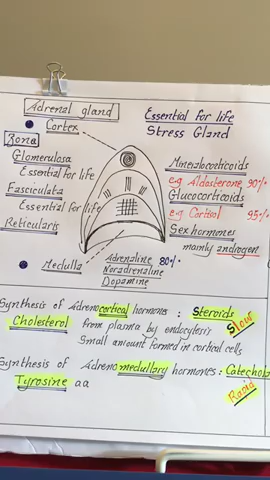 Adrenal gland
Essential for life
Stress Gland
Cortex
Zona
Glomerulosa
Essential for life
Fasciculata
Essential for life
Reticularis
Medulla
Mineralocorticoids
eg Aldosterone 90%
Glucocorticoids
eg Cortisol 95%
Sex hormones
mainly androgen
Adrenaline 80%
Noradrenaline
Dopamine
Synthesis of Adrenocortical hormones : Steroids
Cholesterol from plasma by endocytosis Slow
Small amount formed in cortical cells
Synthesis of Adrenomedullary hormones : Catechol
Tyrosine aa
Rapid